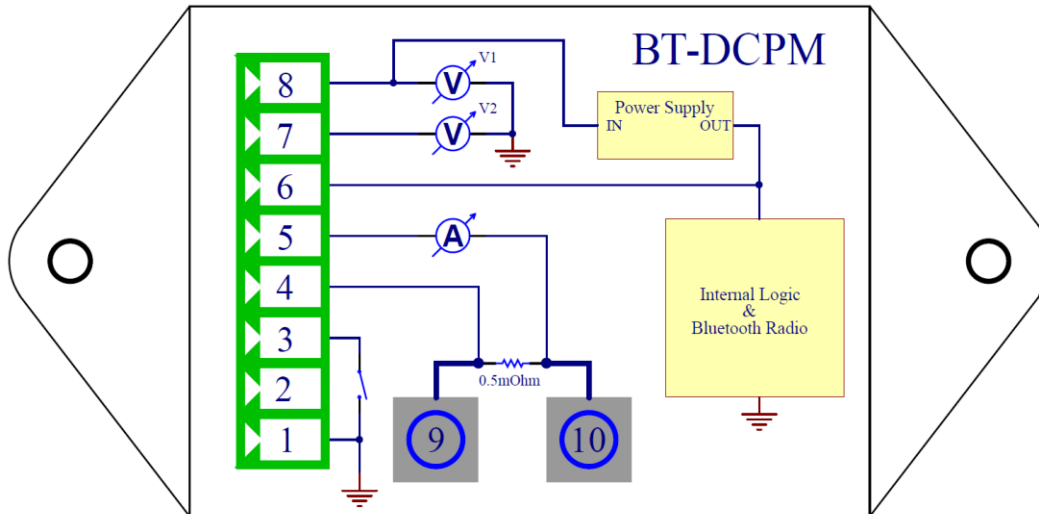 BT-DCPM
8
V
V1
Power Supply
IN
OUT
7
V
V2
6
5
A
4
Internal Logic
&
Bluetooth Radio
3
0.5mOhm
2
1
9
10